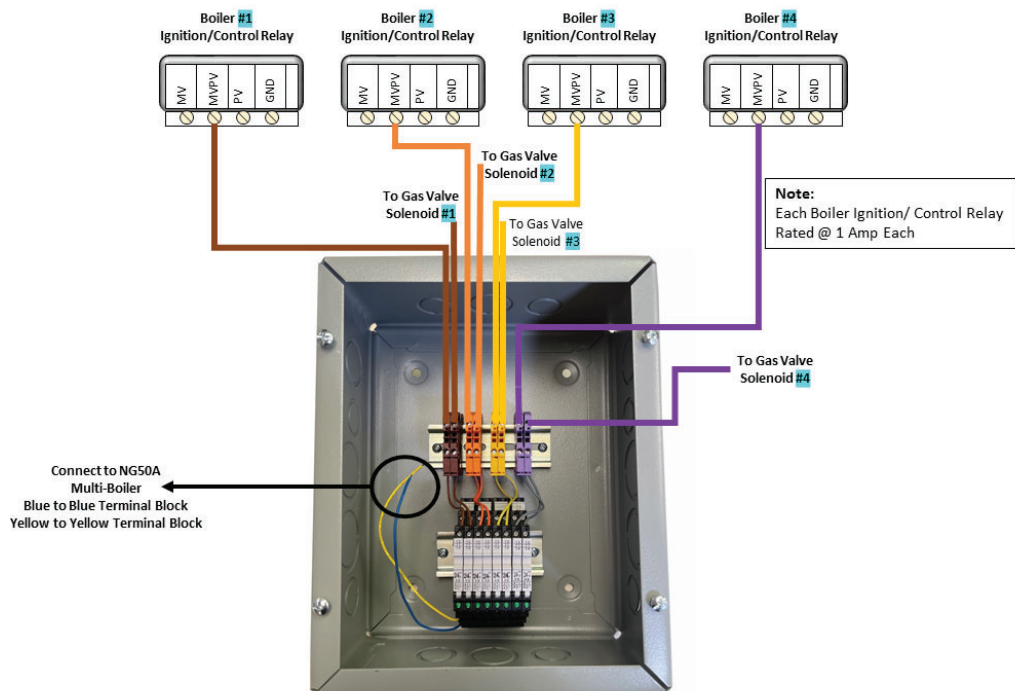 Boiler #1
Ignition/Control Relay
Boiler #2
Ignition/Control Relay
Boiler #3
Ignition/Control Relay
Boiler #4
Ignition/Control Relay
MV
MVPV
PV
GND
MV
MVPV
PV
GND
MV
MVPV
PV
GND
MV
MVPV
PV
GND
To Gas Valve
Solenoid #2
To Gas Valve
Solenoid #1
To Gas Valve
Solenoid #3
Note:
Each Boiler Ignition/ Control Relay
Rated @ 1 Amp Each
To Gas Valve
Solenoid #4
Connect to NG50A
Multi-Boiler
Blue to Blue Terminal Block
Yellow to Yellow Terminal Block